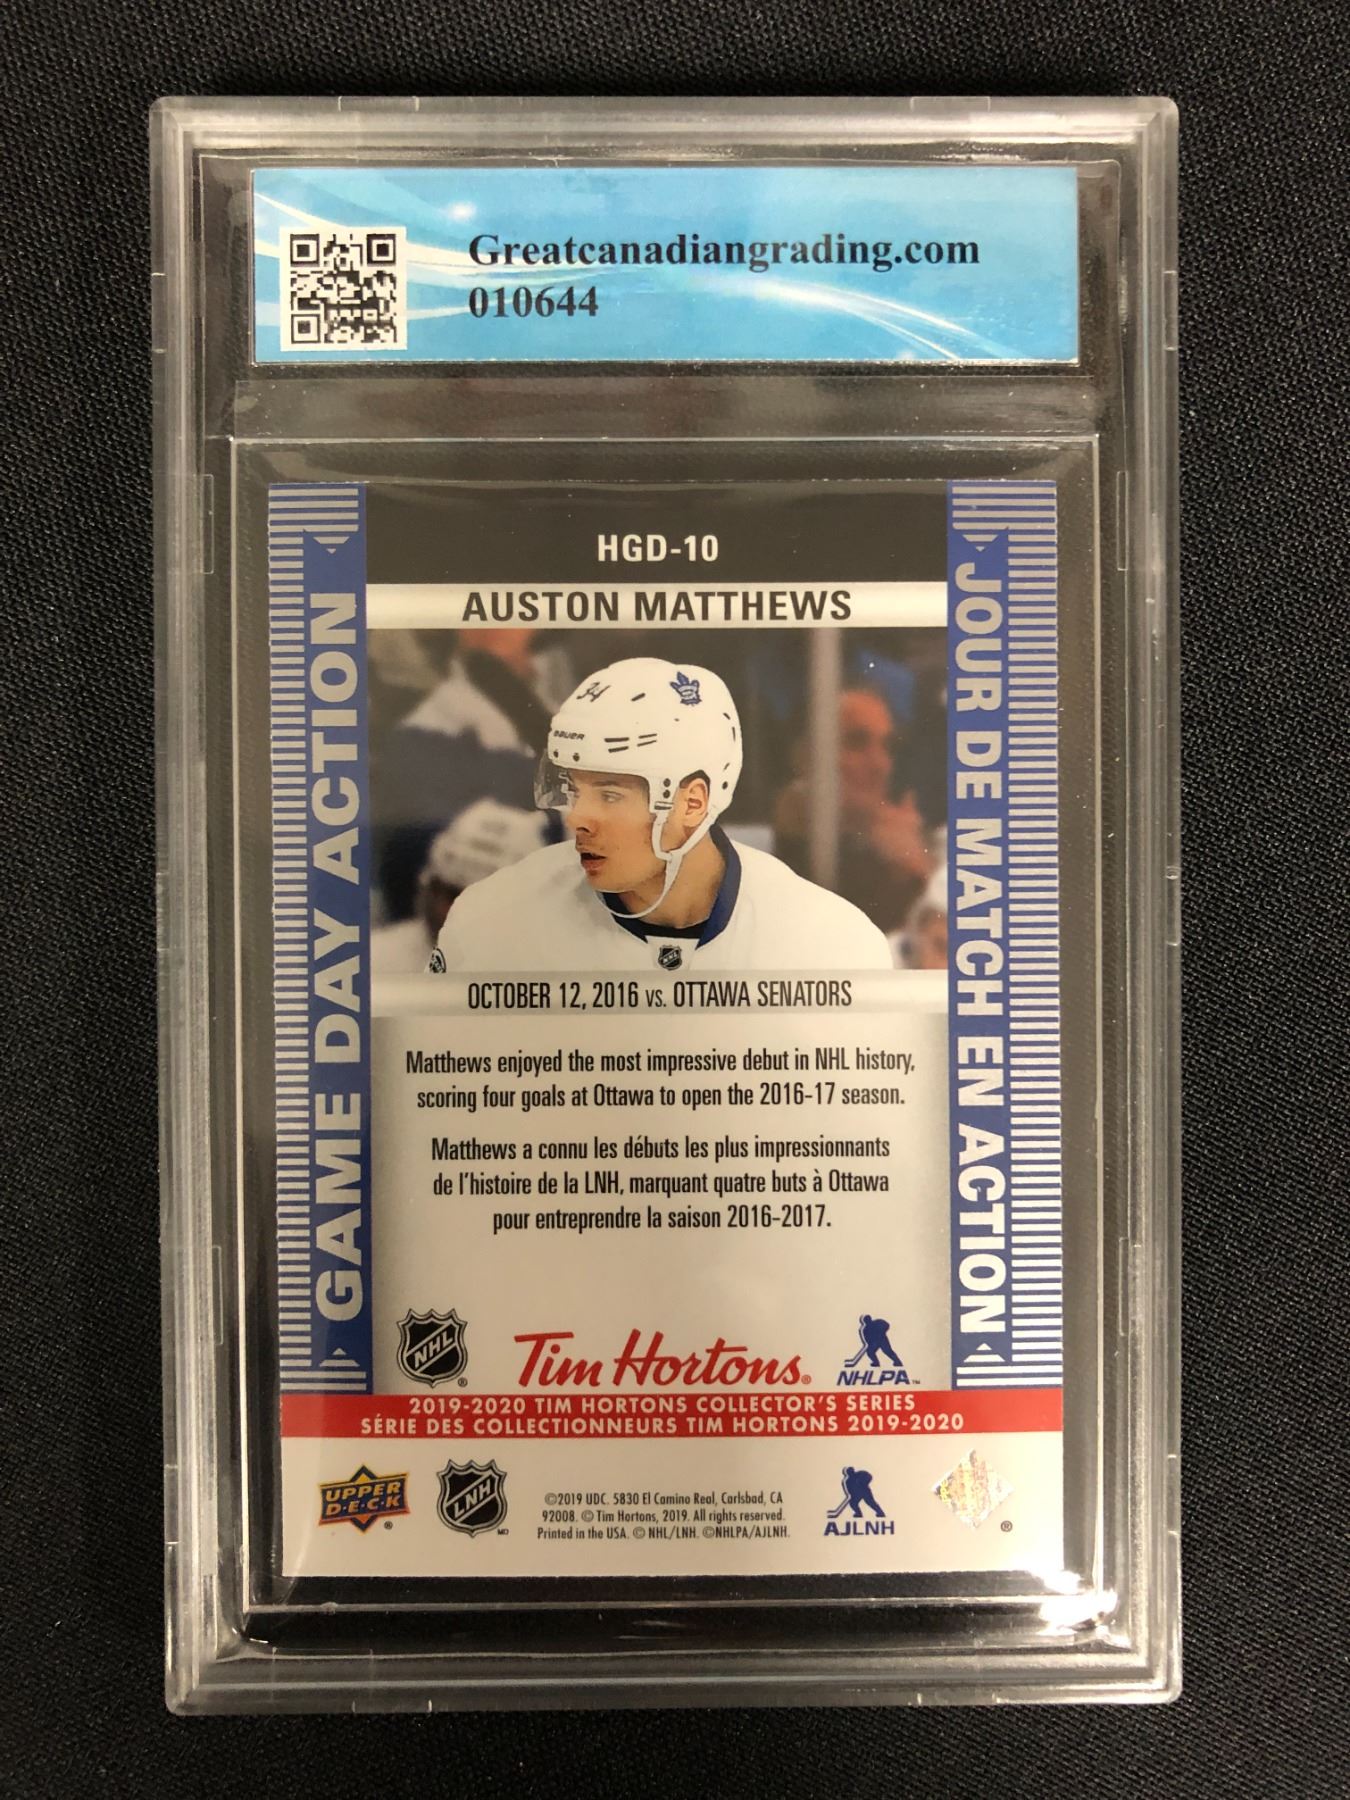 Greatcanadiangrading.com
010644
HGD-10
AUSTON MATTHEWS
GAME DAY ACTION
JOUR DE MATCH EN ACTION
34
BAUER
OCTOBER 12, 2016 vs. OTTAWA SENATORS
Matthews enjoyed the most impressive debut in NHL history,
scoring four goals at Ottawa to open the 2016-17 season.
Matthews a connu les débuts les plus impressionnants
de l'histoire de la LNH, marquant quatre buts à Ottawa
pour entreprendre la saison 2016-2017.
NHL ®
Tim Hortons®
NHLPA™
2019-2020 TIM HORTONS COLLECTOR'S SERIES
SÉRIE DES COLLECTIONNEURS TIM HORTONS 2019-2020
UPPER
D·E·C·K ®
LNH MD
©2019 UDC. 5830 El Camino Real, Carlsbad, CA
92008. © Tim Hortons, 2019. All rights reserved.
Printed in the USA. © NHL/LNH. ©NHLPA/AJLNH.
AJLNH
®